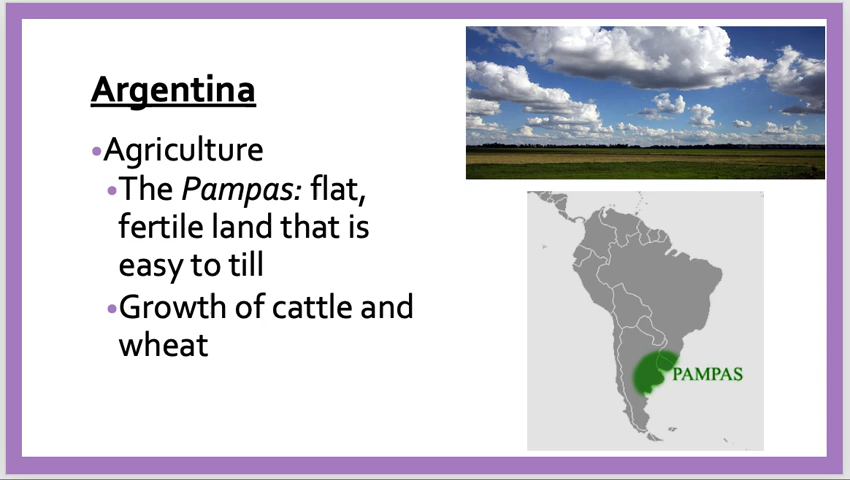 Argentina
•Agriculture
•The Pampas: flat,
fertile land that is
easy to till
•Growth of cattle and
wheat
PAMPAS